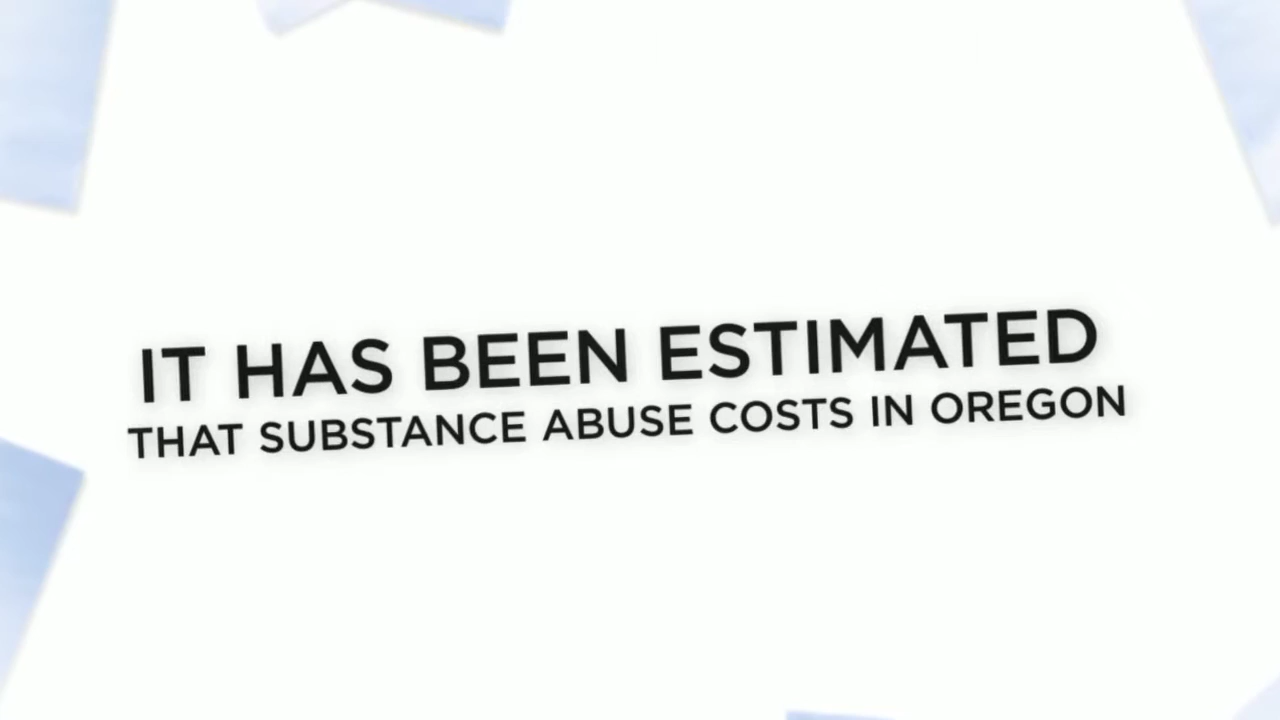 IT HAS BEEN ESTIMATED
THAT SUBSTANCE ABUSE COSTS IN OREGON